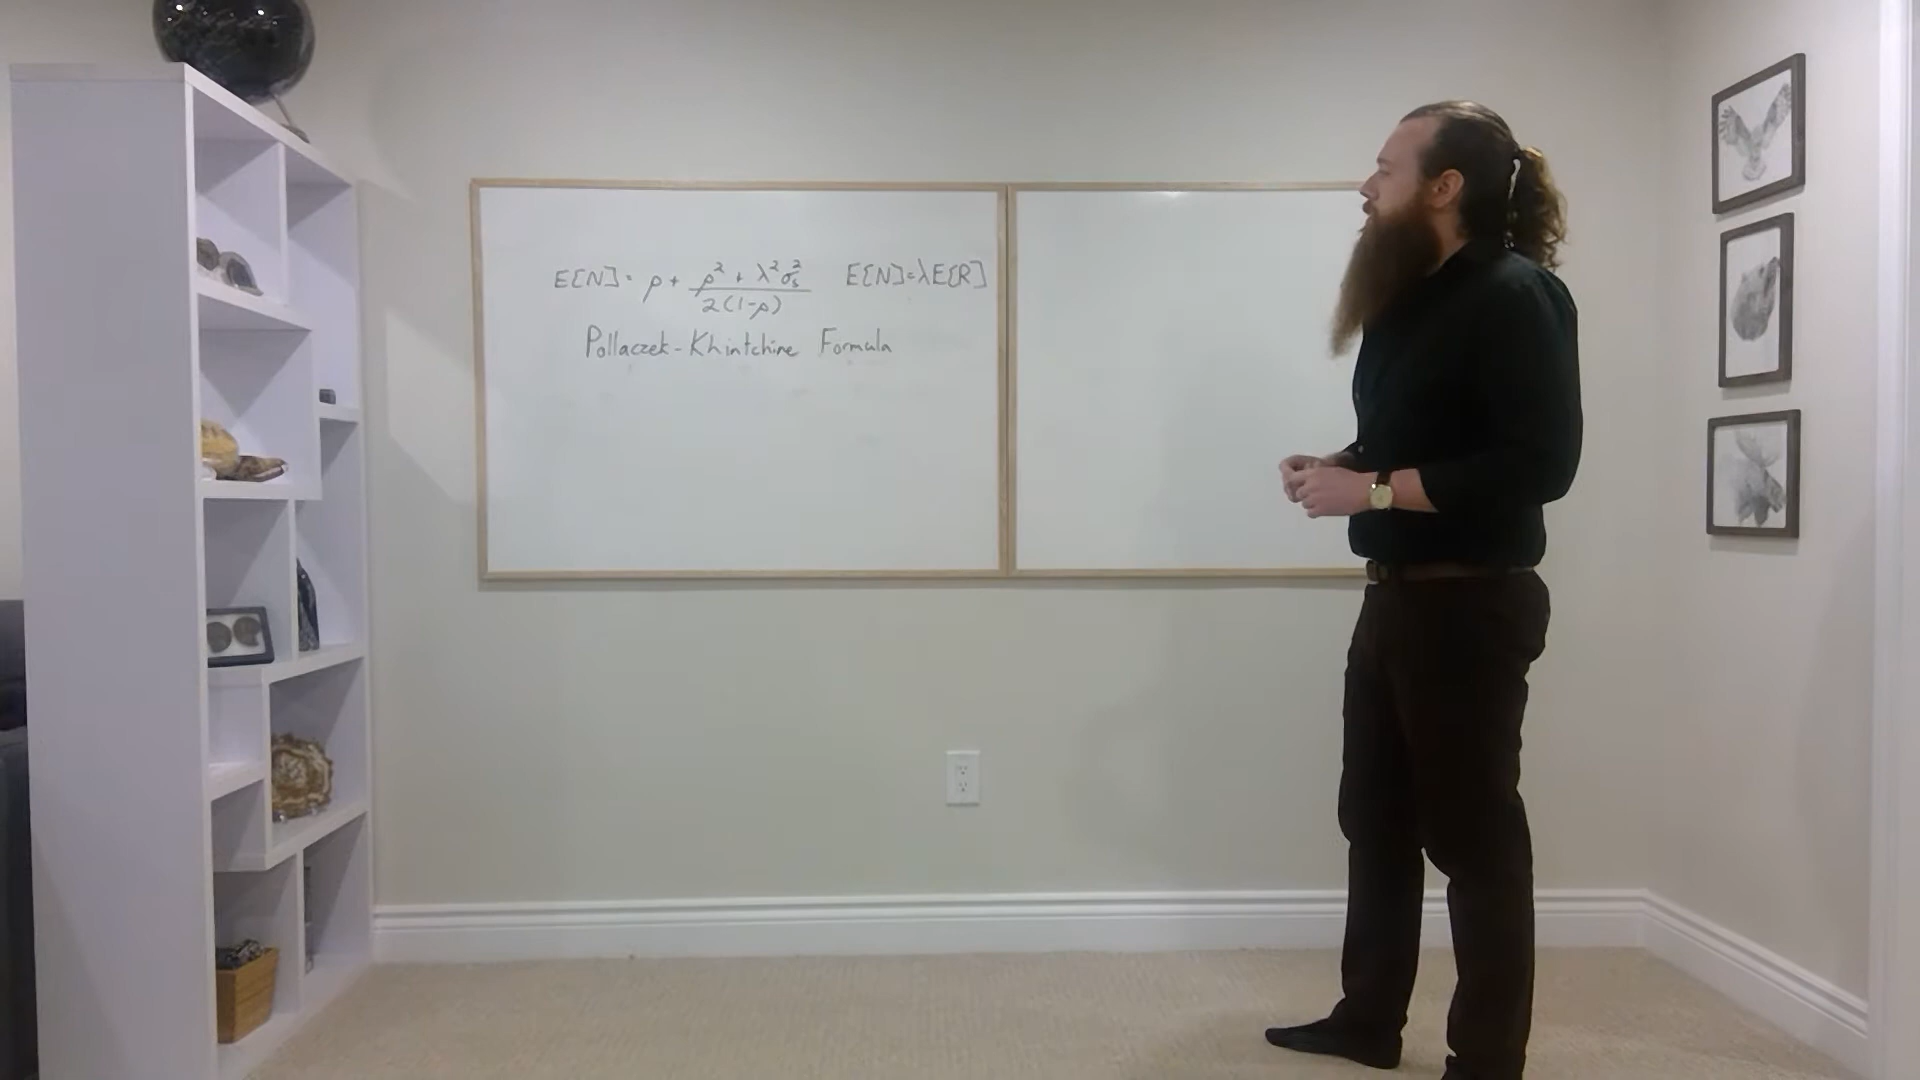 E[N] = ρ + (ρ² + λ²σₛ²)/(2(1-ρ)) E[N]=λE[R]
Pollaczek-Khintchine Formula